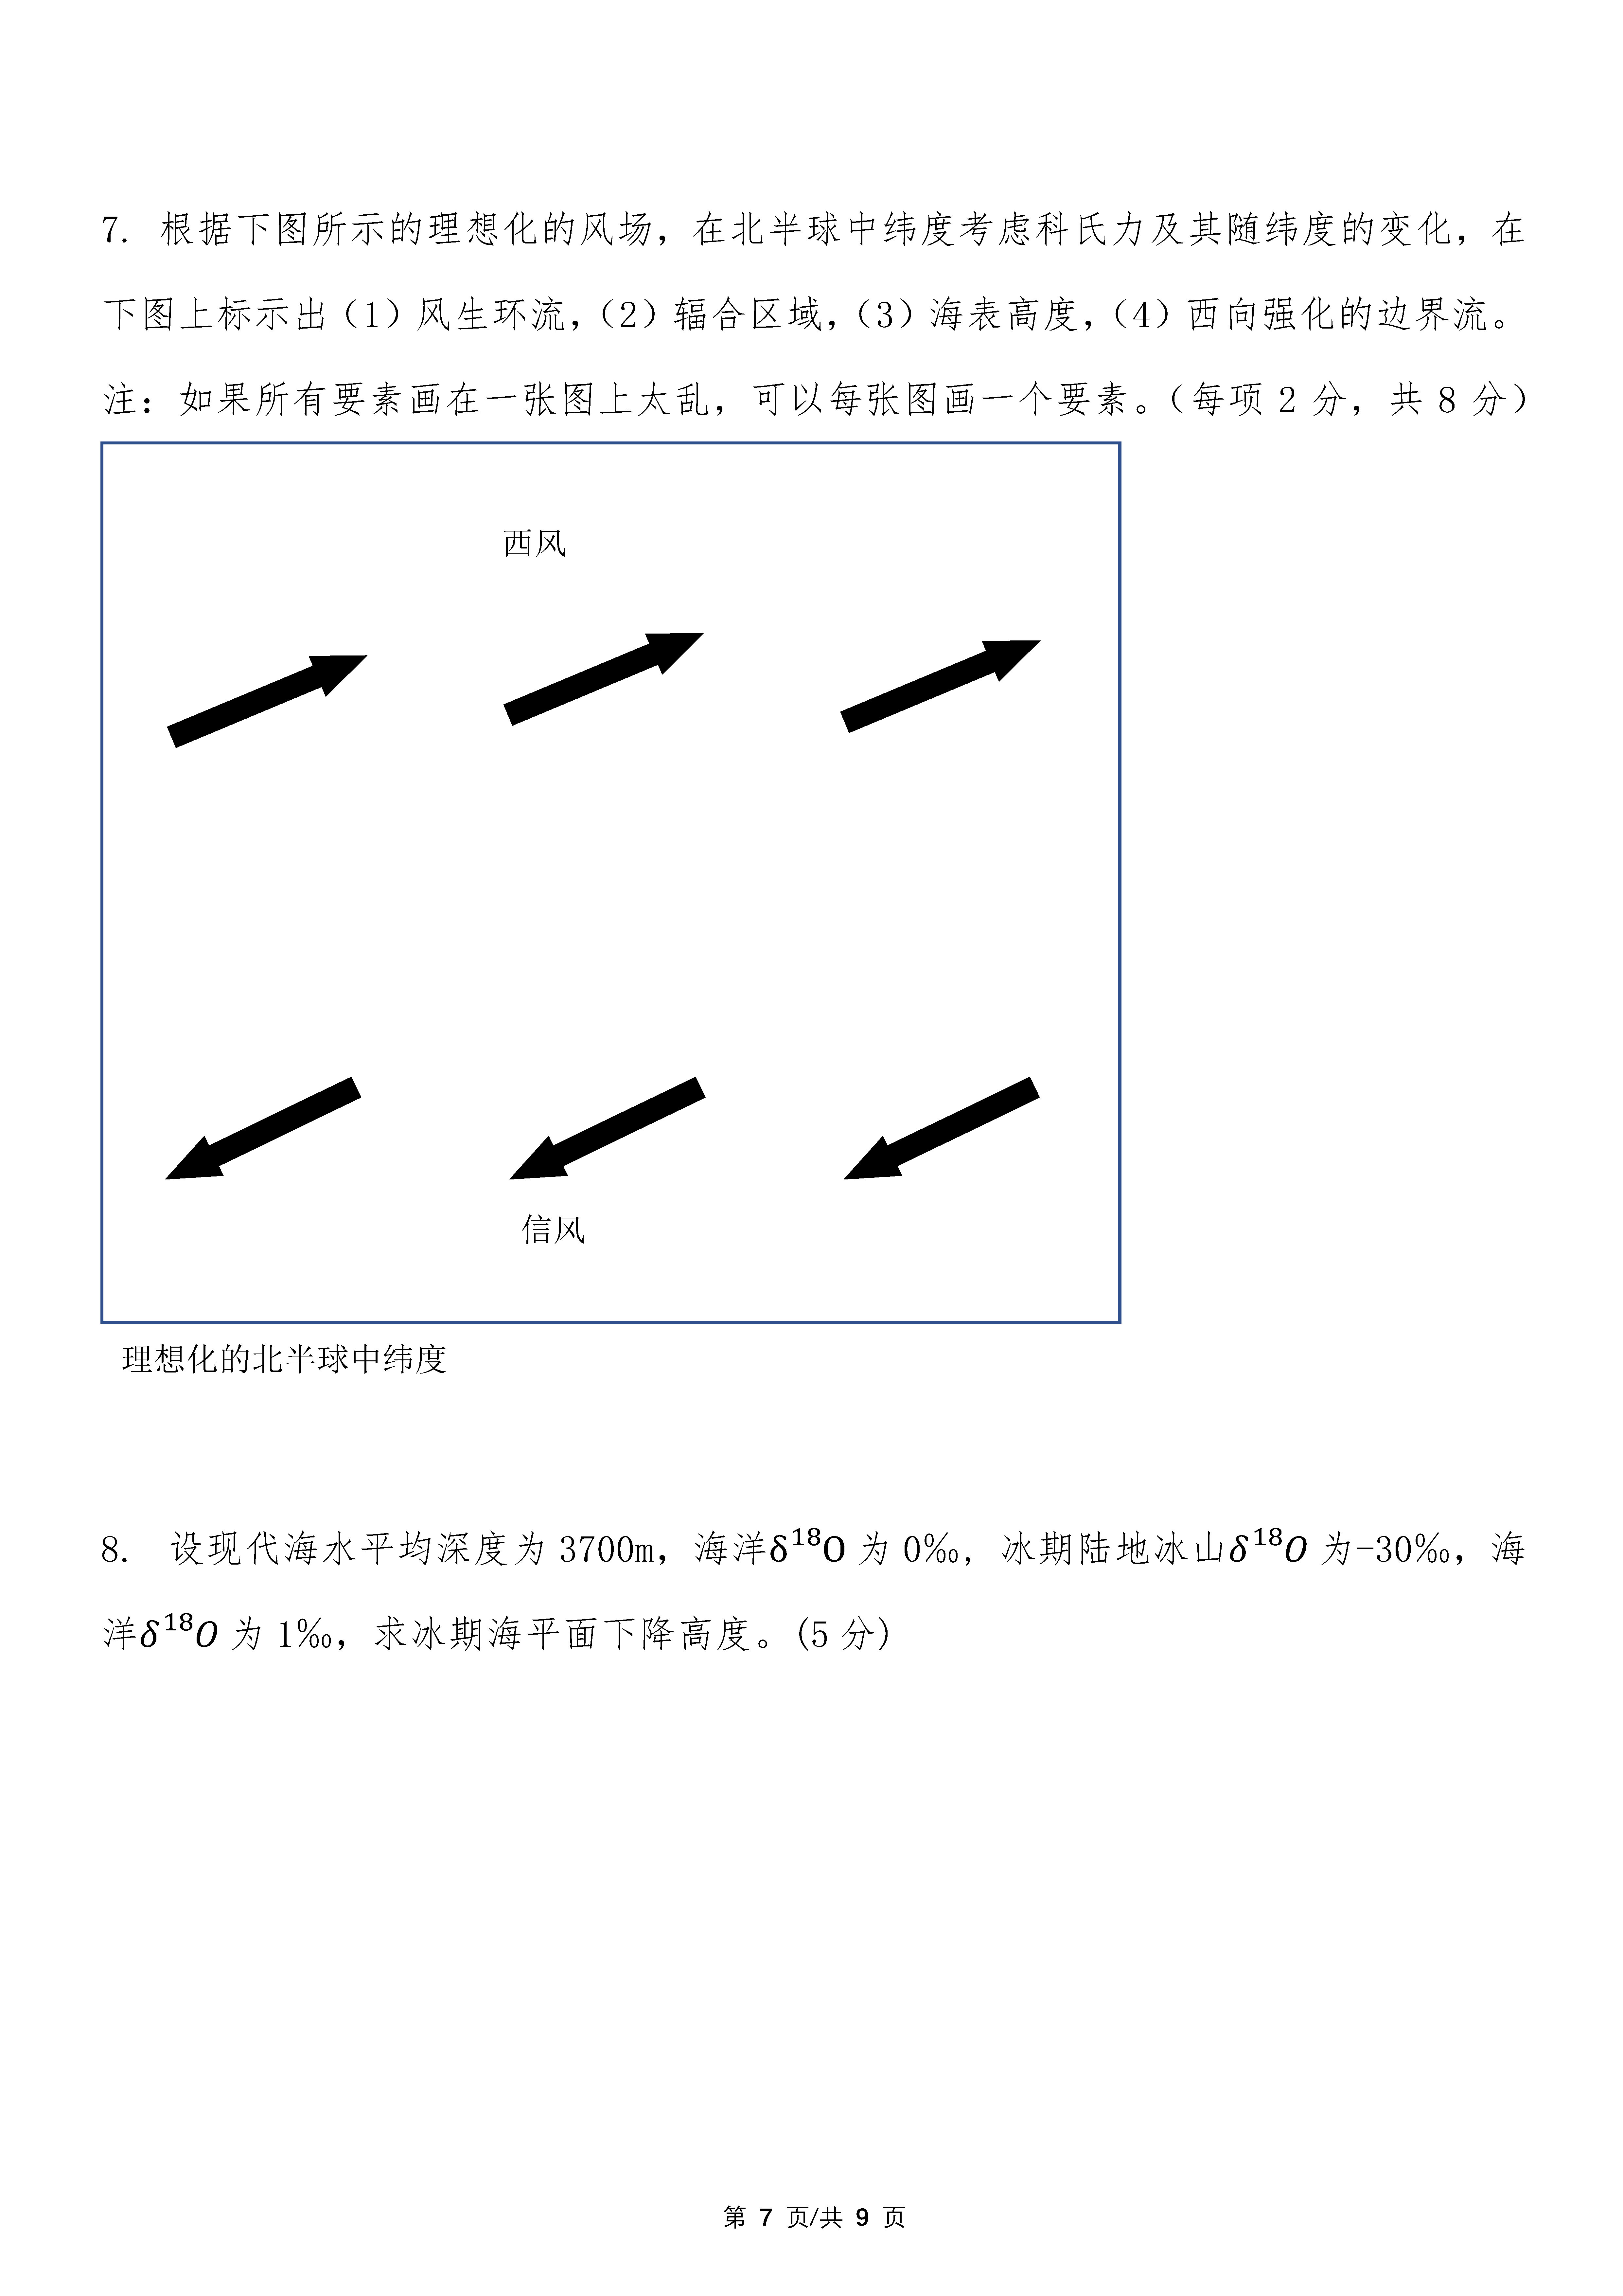 7. 根据下图所示的理想化的风场，在北半球中纬度考虑科氏力及其随纬度的变化，在
下图上标示出（1）风生环流，（2）辐合区域，（3）海表高度，（4）西向强化的边界流。
注：如果所有要素画在一张图上太乱，可以每张图画一个要素。（每项 2 分，共 8 分）
西风
信风
理想化的北半球中纬度
8. 设现代海水平均深度为 3700m，海洋δ¹⁸O 为 0‰，冰期陆地冰山δ¹⁸O 为-30‰，海
洋δ¹⁸O 为 1‰，求冰期海平面下降高度。(5 分)
第 7 页/共 9 页